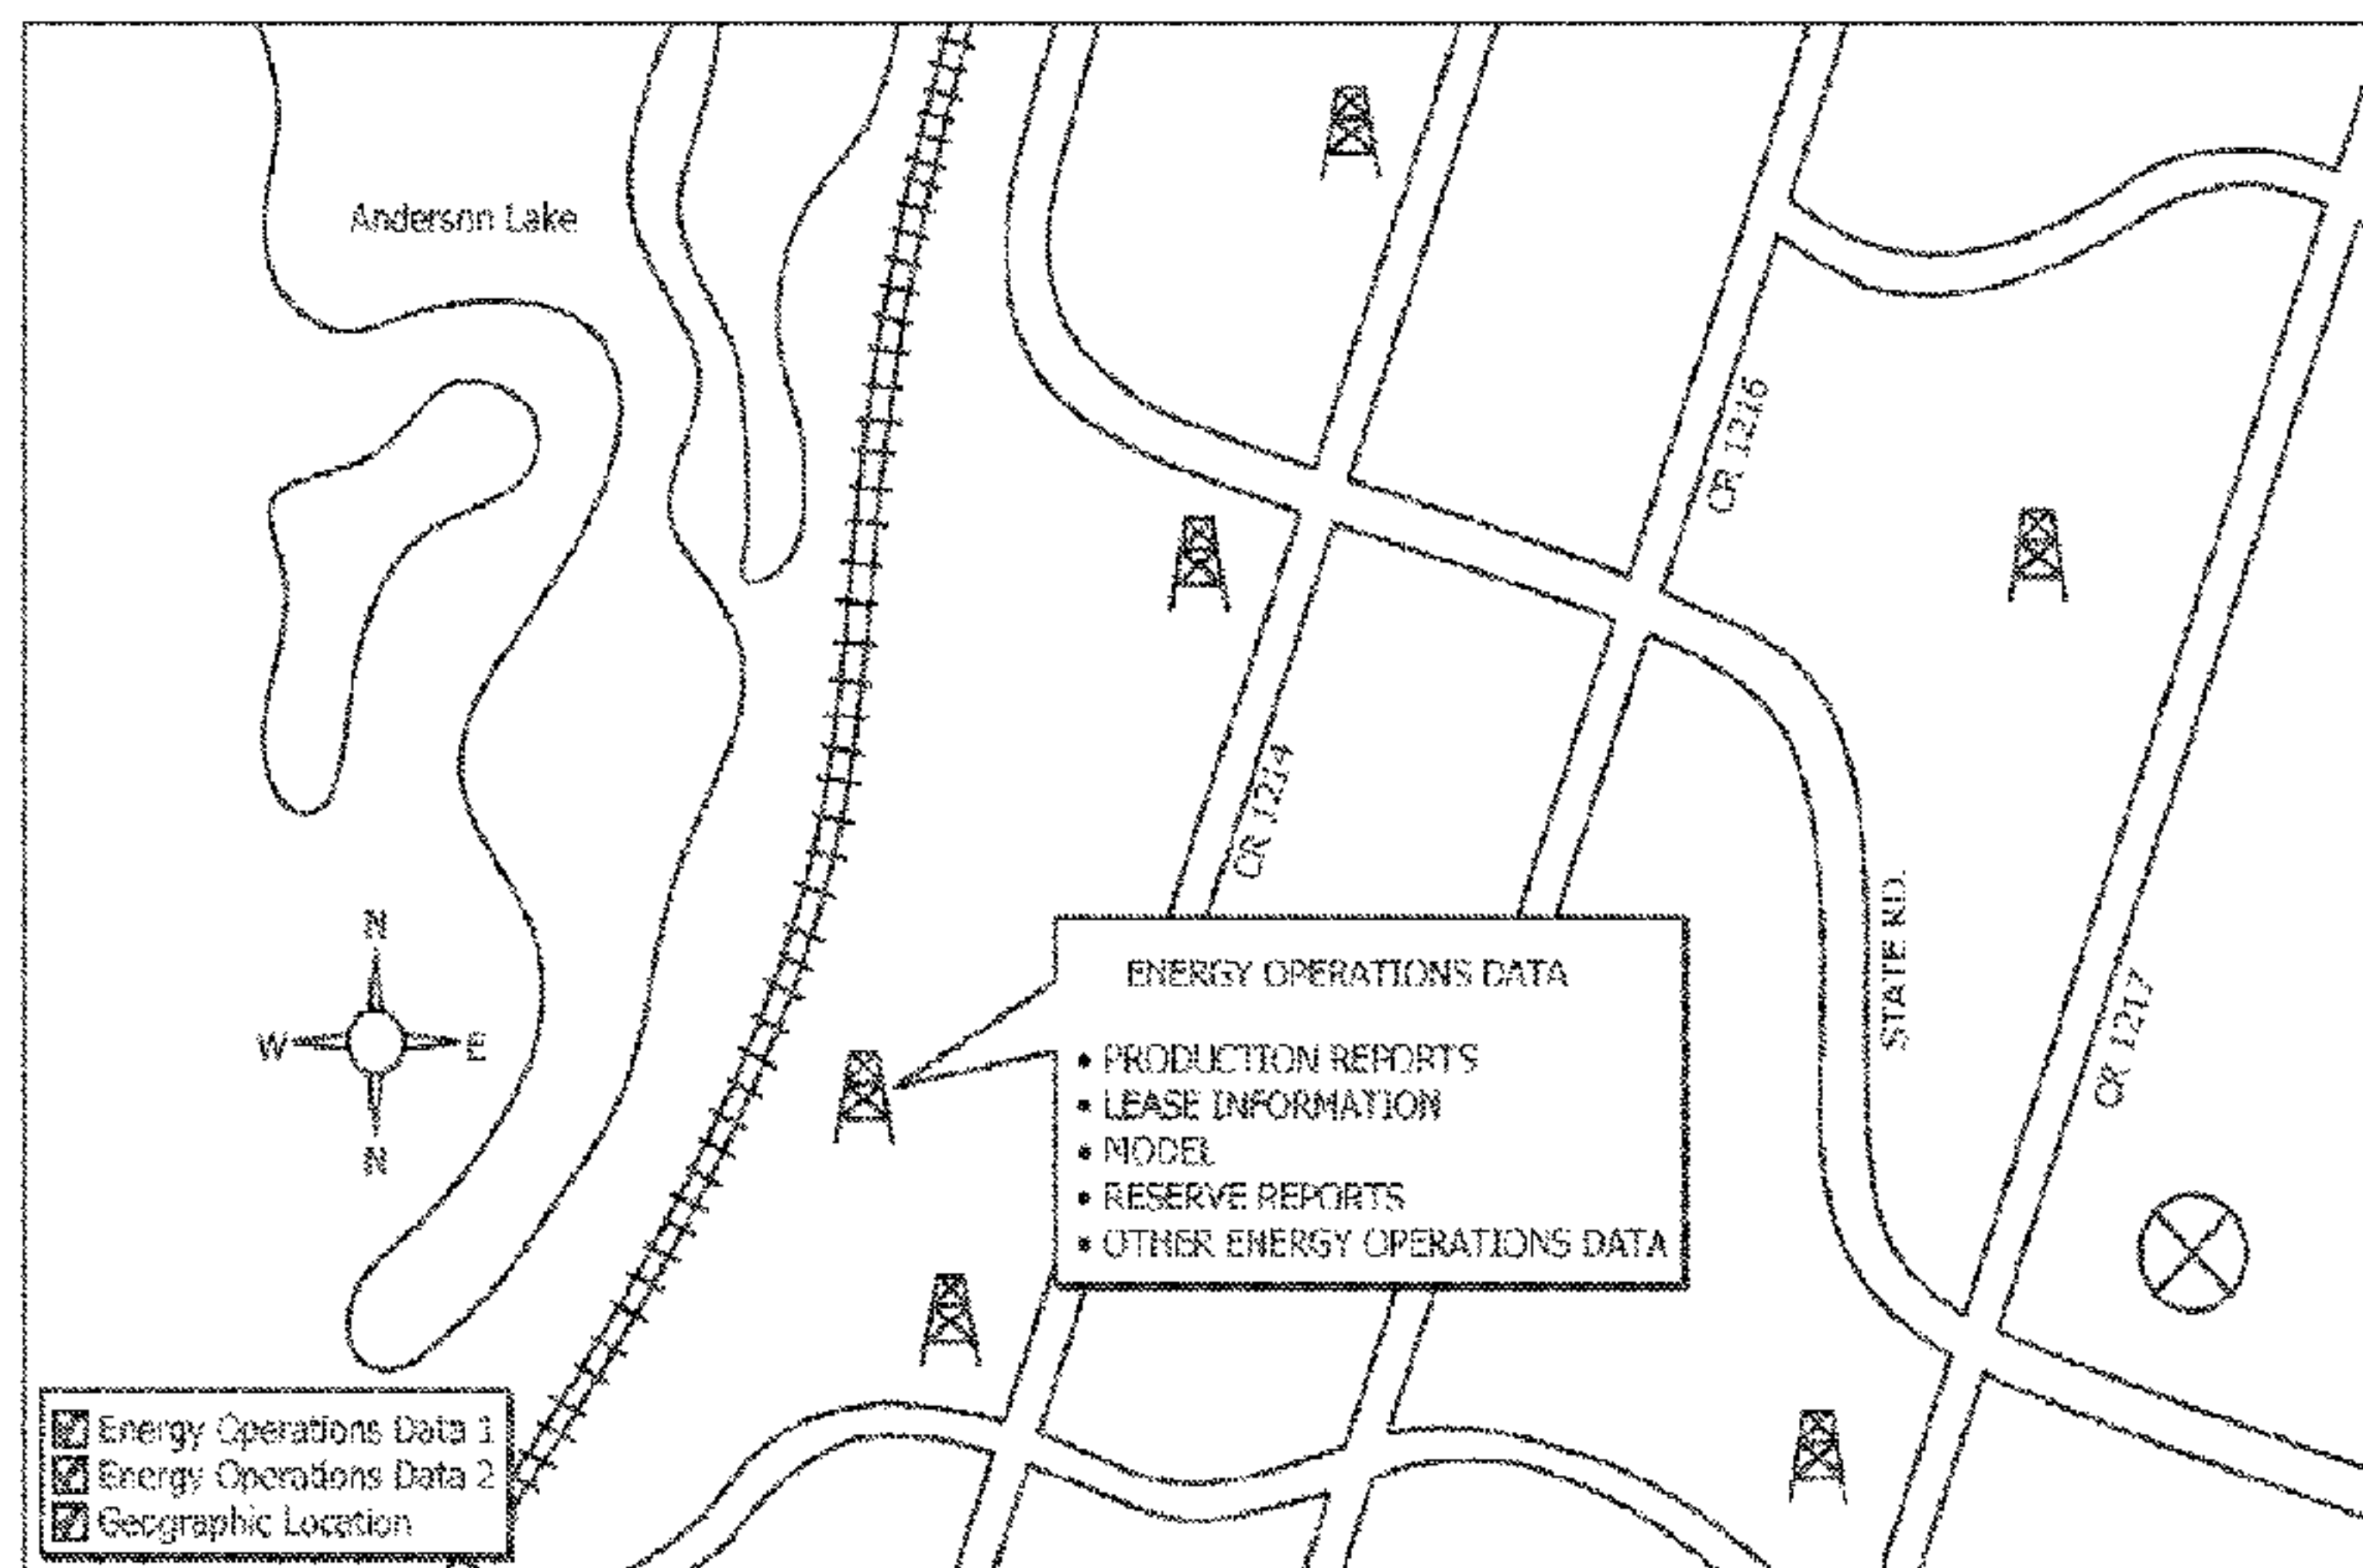 Anderson Lake
CR 1216
CR 1214
STATE RD.
CR 1217
N
W E
N
ENERGY OPERATIONS DATA
• PRODUCTION REPORTS
• LEASE INFORMATION
• MODEL
• RESERVE REPORTS
• OTHER ENERGY OPERATIONS DATA
Energy Operations Data 1
Energy Operations Data 2
Geographic Location